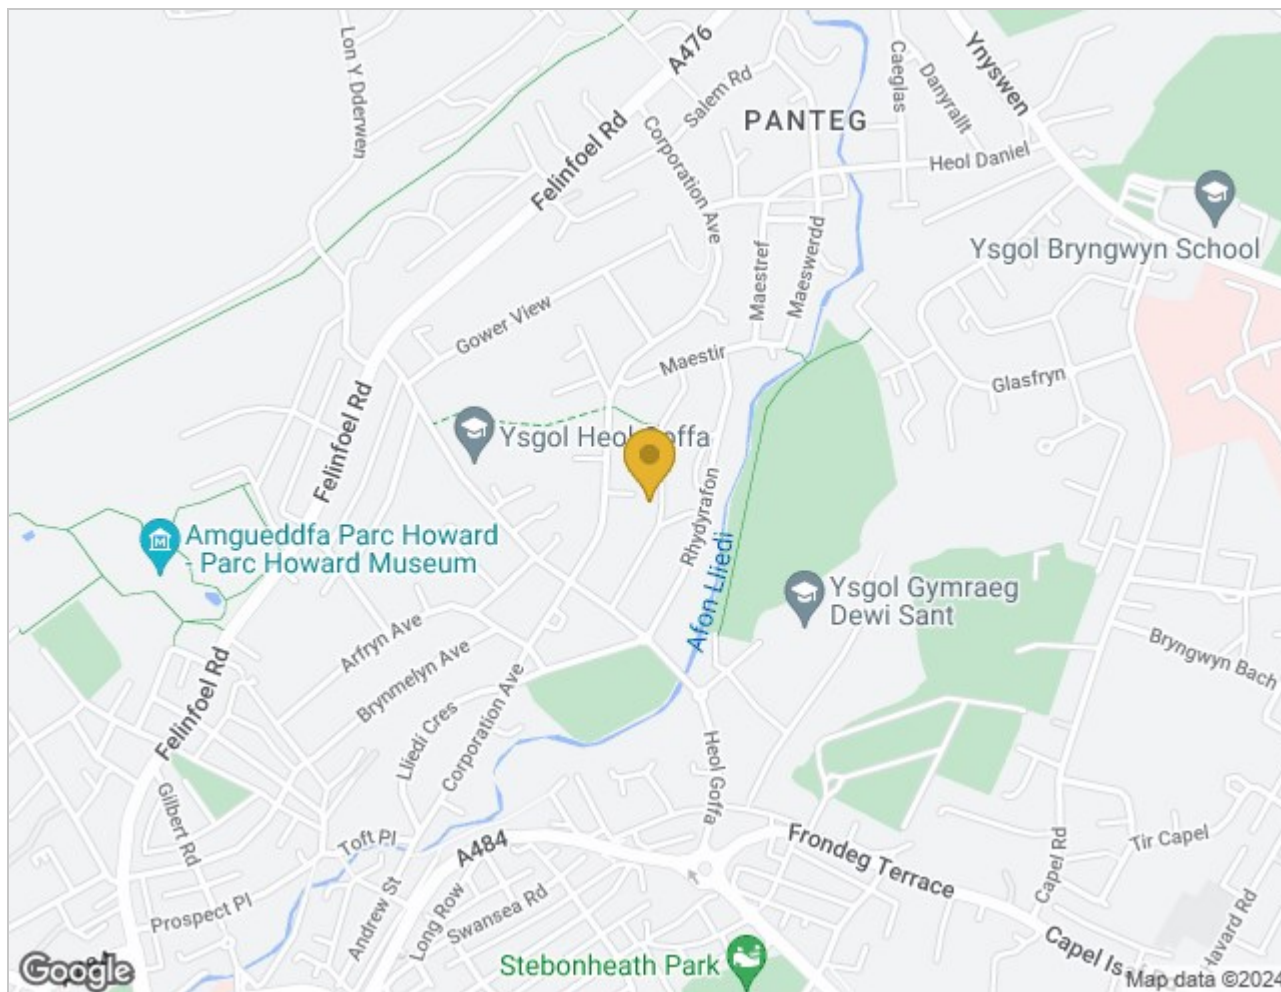 Lon Y Dderwen
A476
Salem Rd
Felinfoel Rd
Corporation Ave
PANTEG
Caeglas
Danyrallt
Ynyswen
Heol Daniel
Ysgol Bryngwyn School
Maestref
Maeswerdd
Gower View
Maestir
Glasfryn
Felinfoel Rd
Ysgol Heol Goffa
Rhydyrafon
Amgueddfa Parc Howard
- Parc Howard Museum
Afon Lliedi
Ysgol Gymraeg
Dewi Sant
Arfryn Ave
Brynmelyn Ave
Bryngwyn Bach
Felinfoel Rd
Lliedi Cres
Corporation Ave
Heol Goffa
Gilbert Rd
Toft Pl
A484
Frondeg Terrace
Tir Capel
Capel Rd
Prospect Pl
Andrew St
Long Row
Swansea Rd
Havard Rd
Capel Is
Stebonheath Park
Google
Map data ©2024